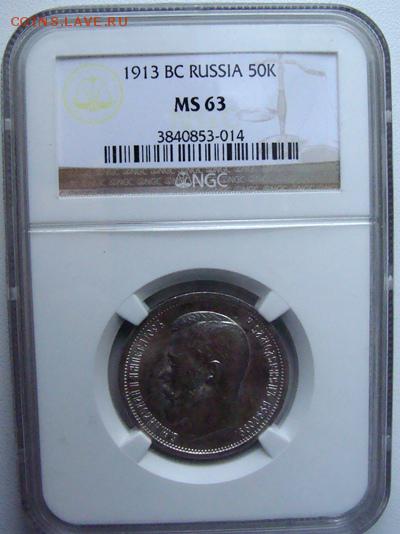 COINS.LAVE.RU
1913 BC RUSSIA 50K
MS 63
3840853-014
NGC